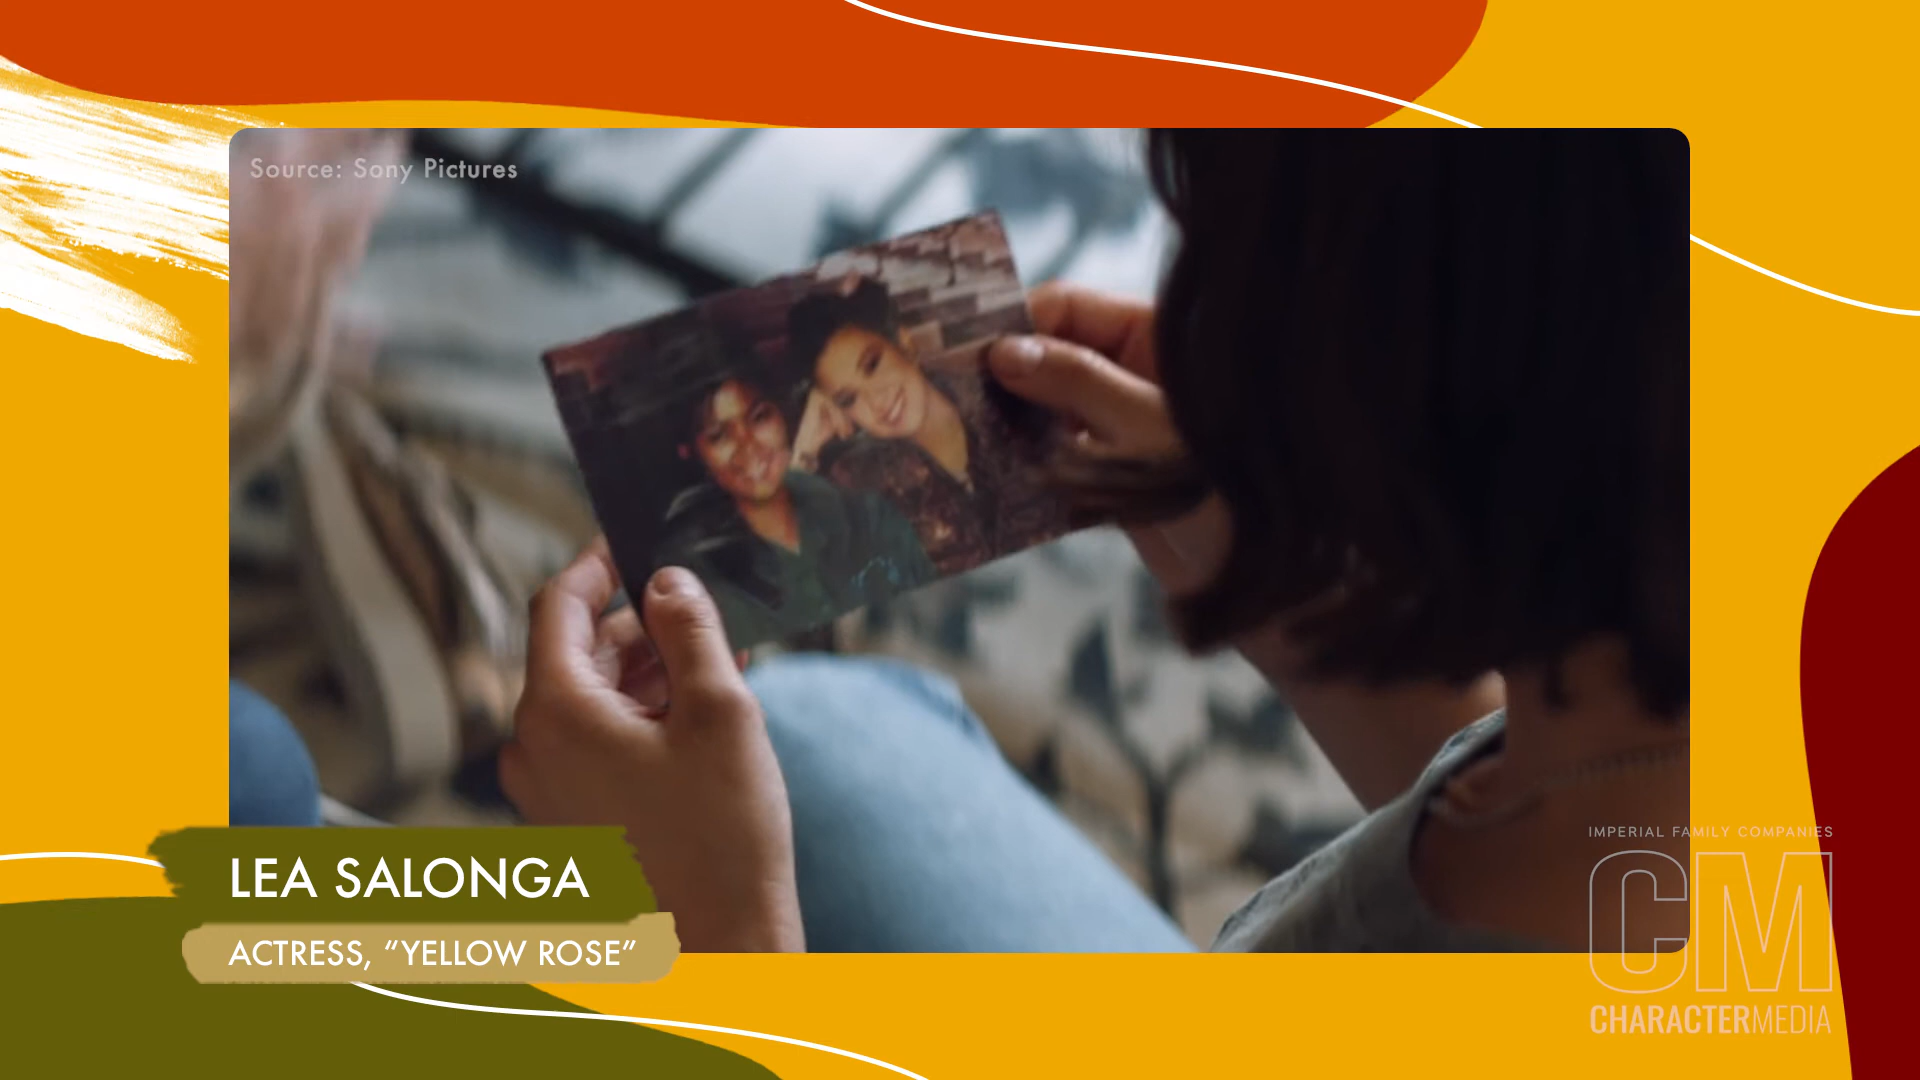 Source: Sony Pictures
IMPERIAL FAMILY COMPANIES
CM
CHARACTERMEDIA
LEA SALONGA
ACTRESS, “YELLOW ROSE”